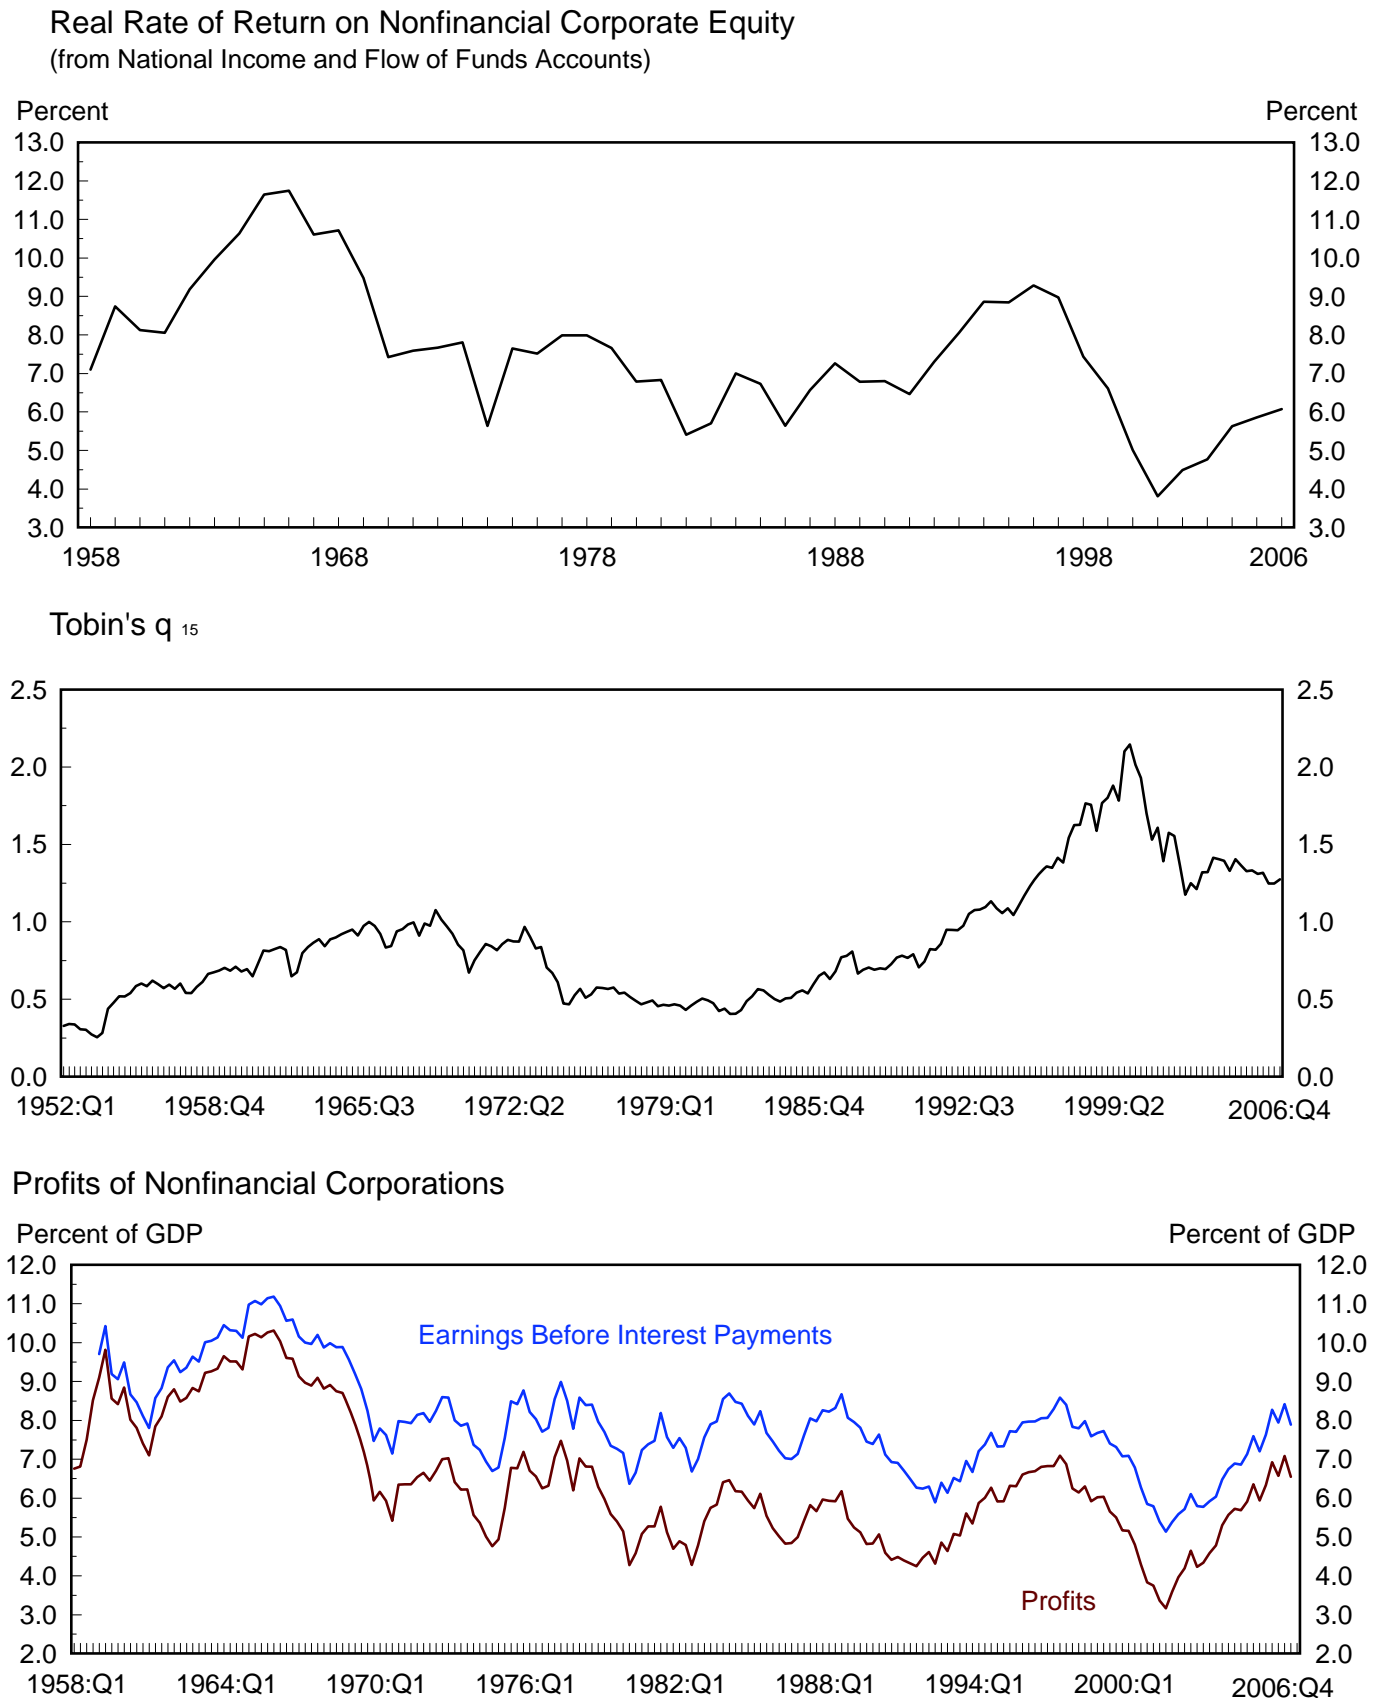 Real Rate of Return on Nonfinancial Corporate Equity
(from National Income and Flow of Funds Accounts)
Percent Percent
13.0 13.0
12.0 12.0
11.0 11.0
10.0 10.0
9.0 9.0
8.0 8.0
7.0 7.0
6.0 6.0
5.0 5.0
4.0 4.0
3.0 3.0
1958 1968 1978 1988 1998 2006
Tobin's q 15
2.5 2.5
2.0 2.0
1.5 1.5
1.0 1.0
0.5 0.5
0.0 0.0
1952:Q1 1958:Q4 1965:Q3 1972:Q2 1979:Q1 1985:Q4 1992:Q3 1999:Q2 2006:Q4
Profits of Nonfinancial Corporations
Percent of GDP Percent of GDP
12.0 12.0
11.0 11.0
Earnings Before Interest Payments
10.0 10.0
9.0 9.0
8.0 8.0
7.0 7.0
6.0 6.0
5.0 5.0
4.0 4.0
Profits
3.0 3.0
2.0 2.0
1958:Q1 1964:Q1 1970:Q1 1976:Q1 1982:Q1 1988:Q1 1994:Q1 2000:Q1 2006:Q4